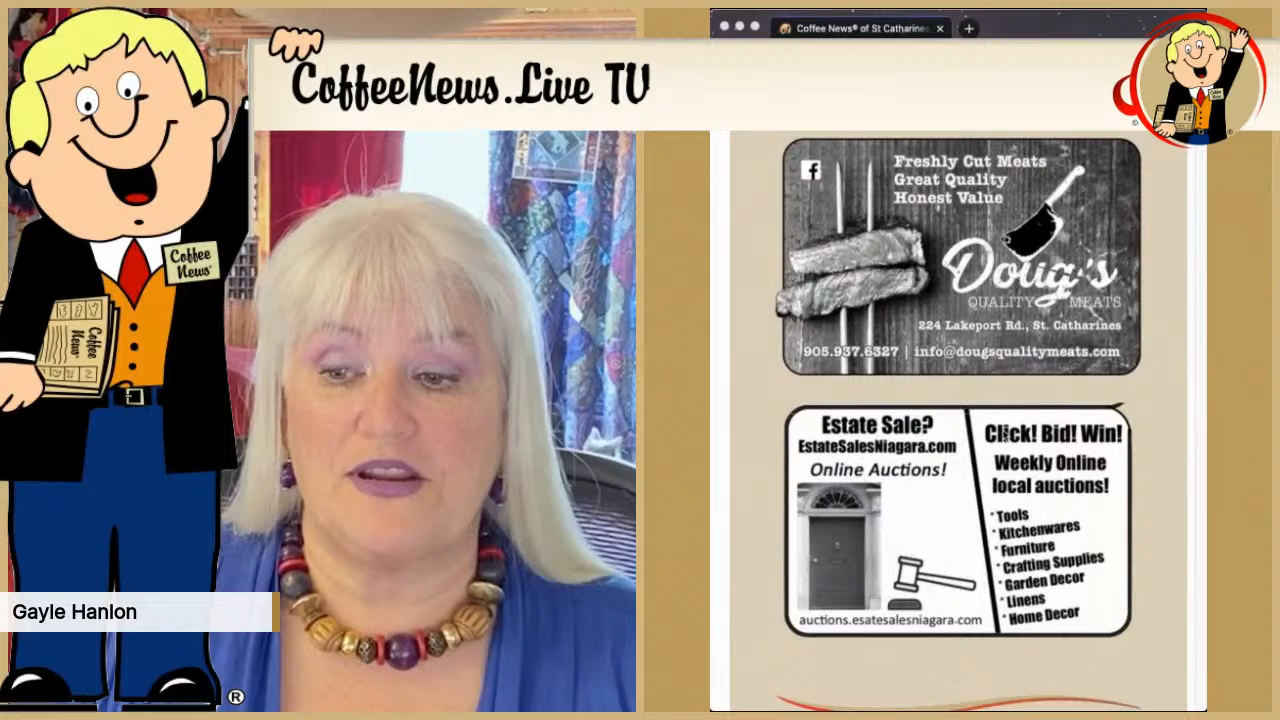 CoffeeNews.Live TV
Coffee
News®
Coffee
News®
Gayle Hanlon
®
Coffee News® of St Catharines
Freshly Cut Meats
Great Quality
Honest Value
Doug's
QUALITY MEATS
224 Lakeport Rd., St. Catharines
905.937.6327 | info@dougsqualitymeats.com
Estate Sale?
EstateSalesNiagara.com
Online Auctions!
auctions.esatesalesniagara.com
Click! Bid! Win!
Weekly Online
local auctions!
* Tools
* Kitchenwares
* Furniture
* Crafting Supplies
* Garden Decor
* Linens
* Home Decor